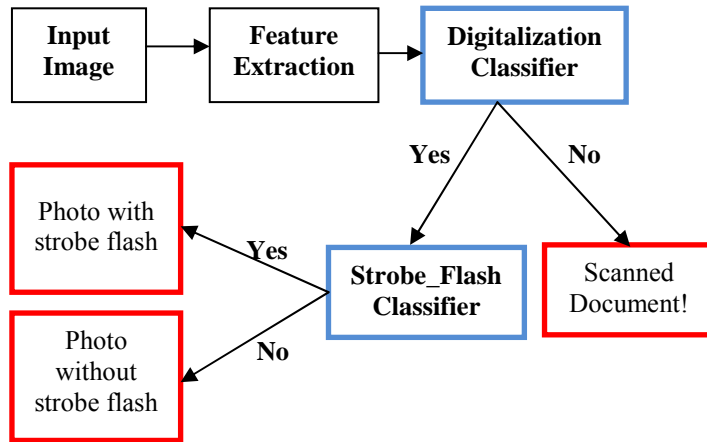 Input
Image
Feature
Extraction
Digitalization
Classifier
Yes
No
Photo with
strobe flash
Yes
Strobe_Flash
Classifier
Scanned
Document!
Photo
without
strobe flash
No